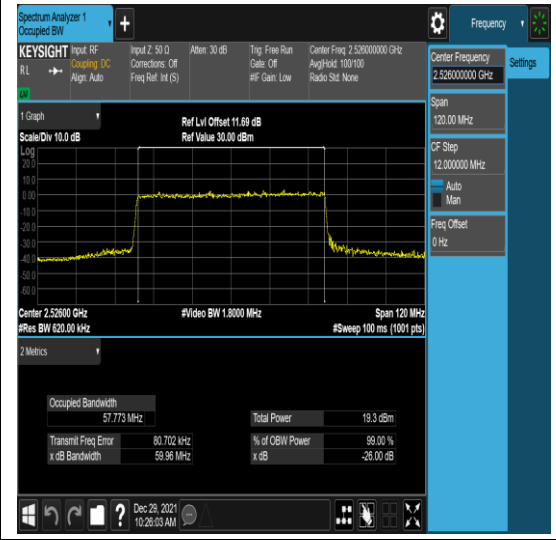 Spectrum Analyzer 1
Occupied BW
Frequency
KEYSIGHT
R L
LXI
Input: RF
Coupling: DC
Align: Auto
Input Z: 50 Ω
Corrections: Off
Freq Ref: Int (S)
Atten: 30 dB
Trig: Free Run
Gate: Off
#IF Gain: Low
Center Freq: 2.526000000 GHz
Avg|Hold: 100/100
Radio Std: None
Center Frequency
2.526000000 GHz
Settings
Span
120.00 MHz
CF Step
12.000000 MHz
Auto
Man
Freq Offset
0 Hz
1 Graph
Scale/Div 10.0 dB
Ref Lvl Offset 11.69 dB
Ref Value 30.00 dBm
Log
20.0
10.0
0.00
-10.0
-20.0
-30.0
-40.0
-50.0
-60.0
Center 2.52600 GHz
#Video BW 1.8000 MHz
Span 120 MHz
#Res BW 620.00 kHz
#Sweep 100 ms (1001 pts)
2 Metrics
Occupied Bandwidth
57.773 MHz
Total Power 19.3 dBm
Transmit Freq Error 80.702 kHz
% of OBW Power 99.00 %
x dB Bandwidth 59.96 MHz
x dB -26.00 dB
?
Dec 29, 2021
10:26:03 AM